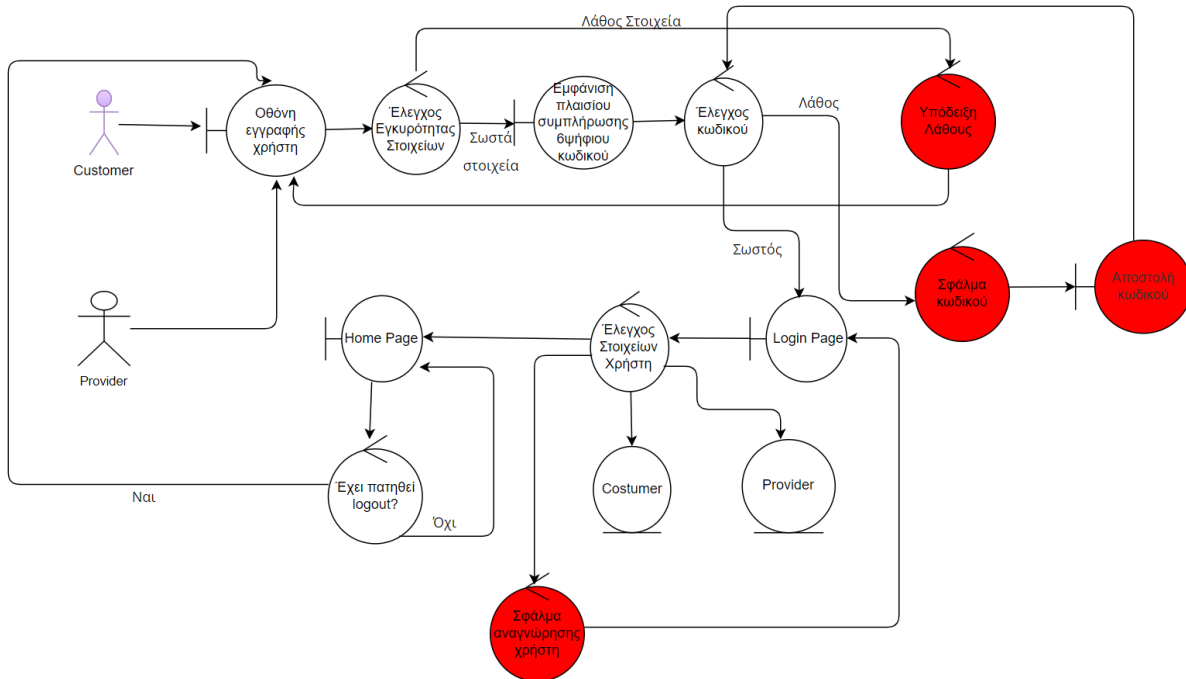 Λάθος Στοιχεία
Customer
Οθόνη
εγγραφής
χρήστη
Έλεγχος
Εγκυρότητας
Στοιχείων
Σωστά
στοιχεία
Εμφάνιση
πλαισίου
συμπλήρωσης
6ψήφιου
κωδικού
Έλεγχος
κωδικού
Λάθος
Υπόδειξη
Λάθους
Σωστός
Σφάλμα
κωδικού
Αποστολή
κωδικού
Provider
Home Page
Έλεγχος
Στοιχείων
Χρήστη
Login Page
Ναι
Έχει πατηθεί
logout?
Όχι
Costumer
Provider
Σφάλμα
αναγνώρησης
χρήστη